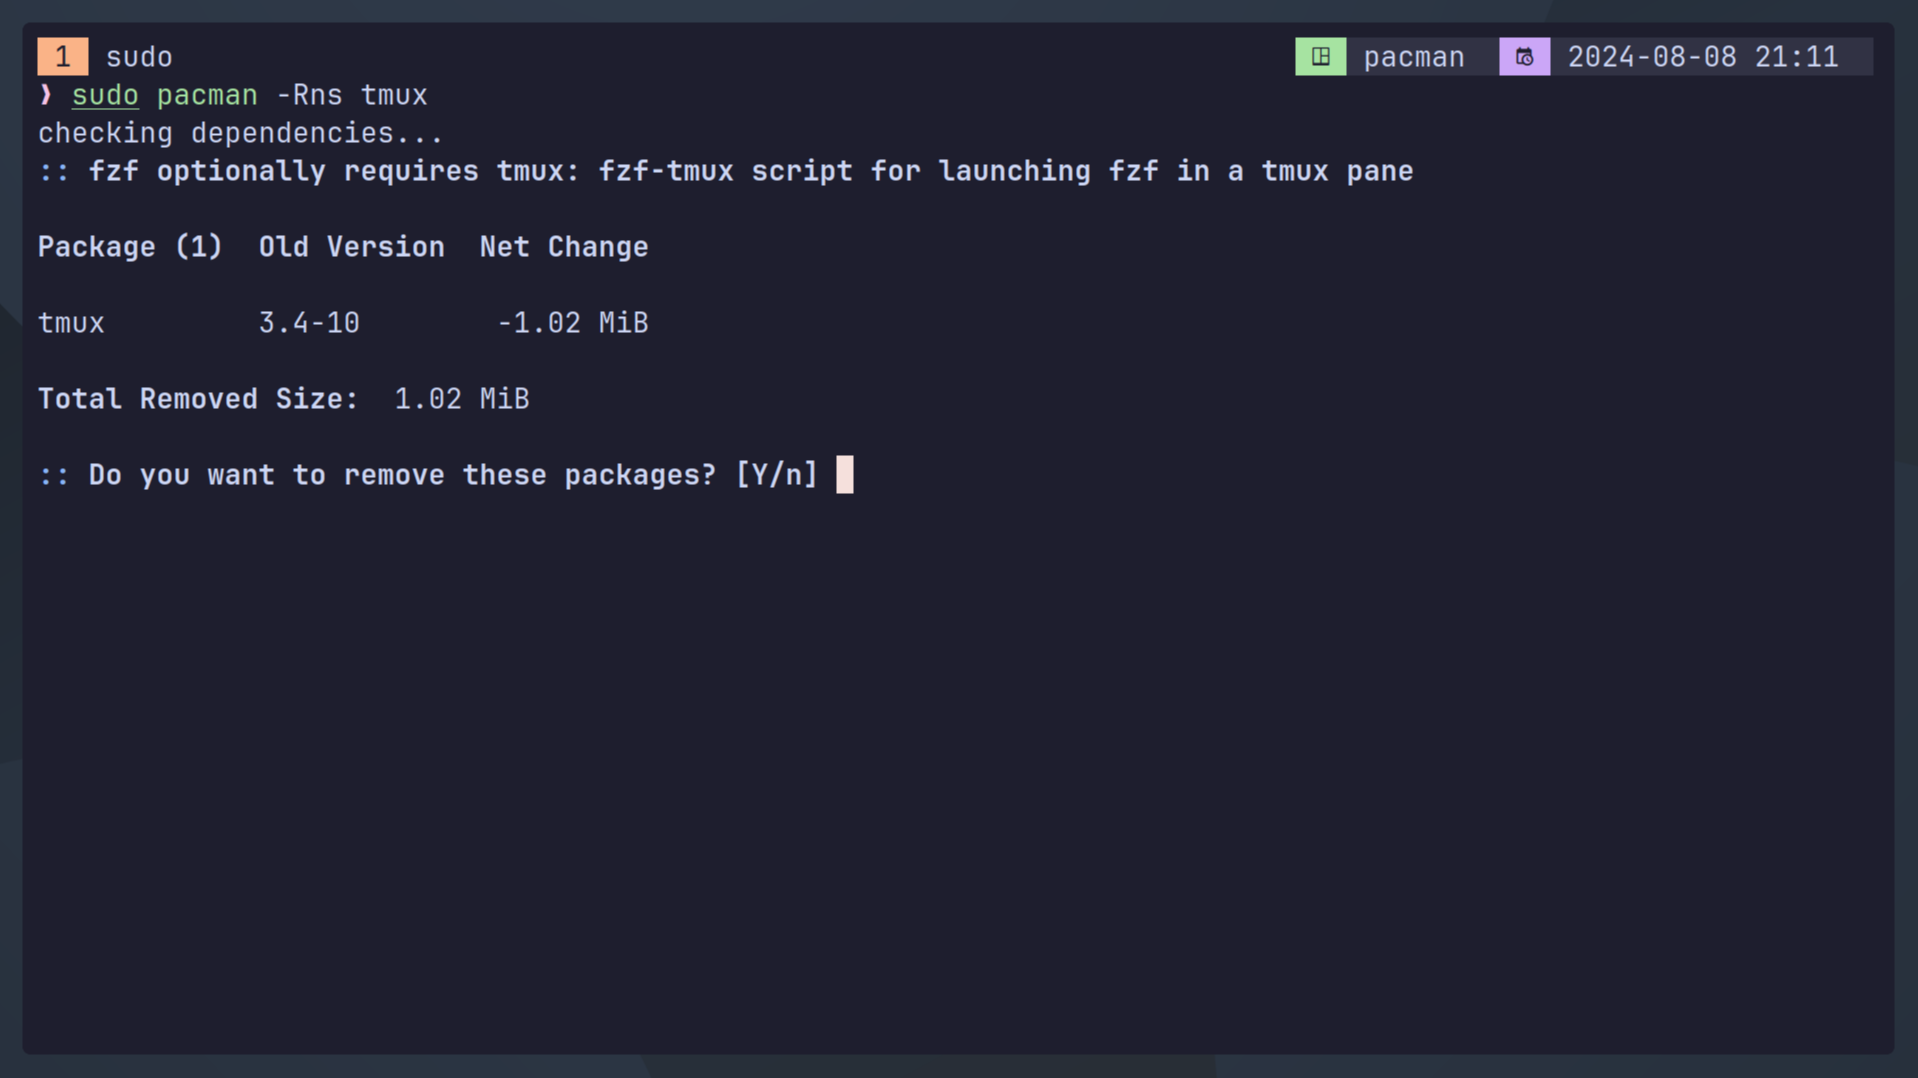 1 sudo pacman 2024-08-08 21:11
❯ sudo pacman -Rns tmux
checking dependencies...
:: fzf optionally requires tmux: fzf-tmux script for launching fzf in a tmux pane
Package (1)  Old Version  Net Change
tmux         3.4-10        -1.02 MiB
Total Removed Size:  1.02 MiB
:: Do you want to remove these packages? [Y/n]